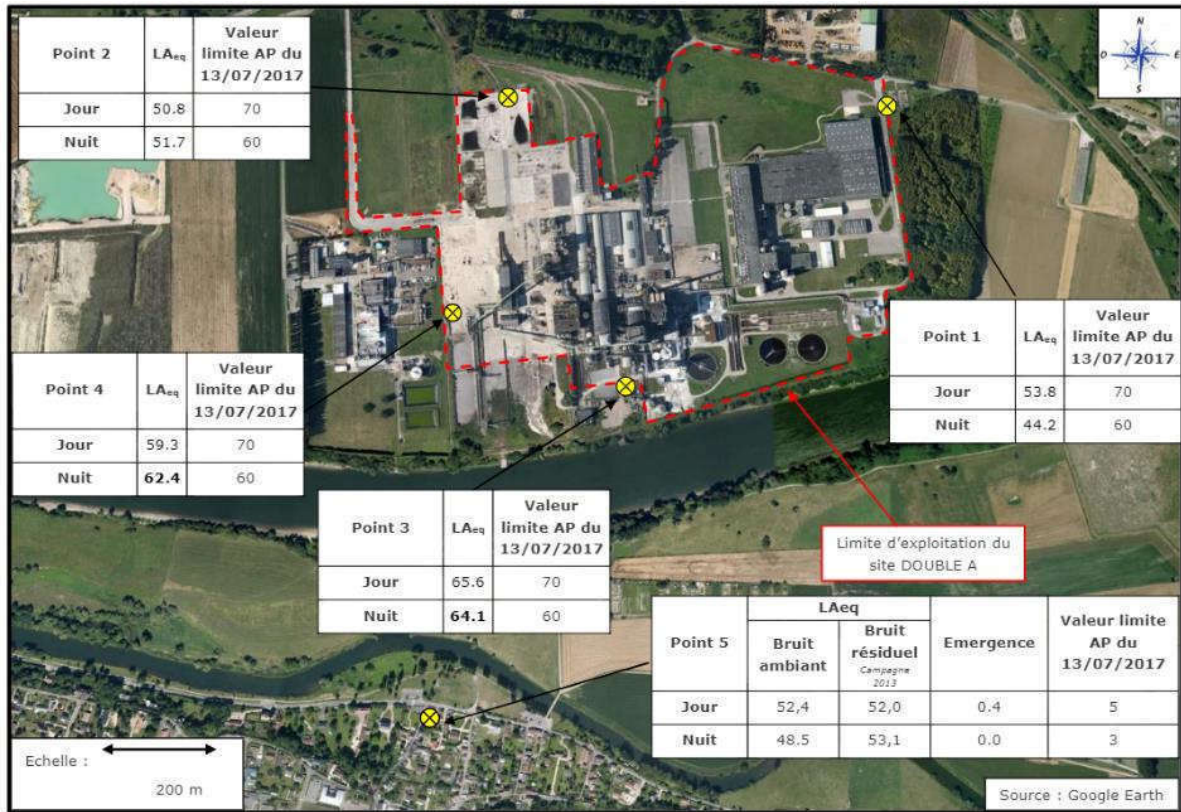 Point 2 LAeq Valeur limite AP du 13/07/2017
Jour 50.8 70
Nuit 51.7 60
N
O E
S
Point 1 LAeq Valeur limite AP du 13/07/2017
Jour 53.8 70
Nuit 44.2 60
Point 4 LAeq Valeur limite AP du 13/07/2017
Jour 59.3 70
Nuit 62.4 60
Point 3 LAeq Valeur limite AP du 13/07/2017
Jour 65.6 70
Nuit 64.1 60
Limite d'exploitation du
site DOUBLE A
Point 5 LAeq Emergence Valeur limite AP du 13/07/2017
Bruit ambiant Bruit résiduel Campagne 2013
Jour 52,4 52,0 0.4 5
Nuit 48.5 53,1 0.0 3
Echelle :
200 m
Source : Google Earth